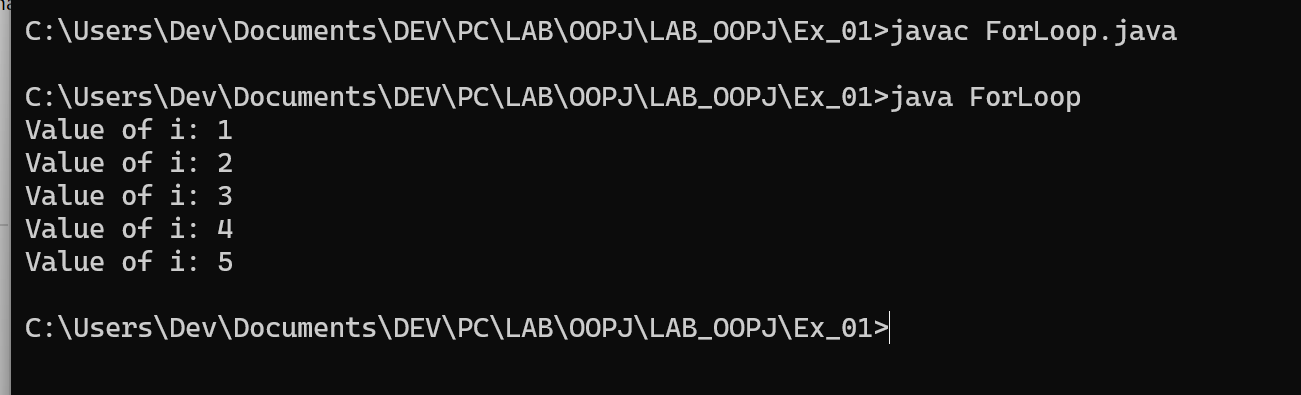 C:\Users\Dev\Documents\DEV\PC\LAB\OOPJ\LAB_OOPJ\Ex_01>javac ForLoop.java
C:\Users\Dev\Documents\DEV\PC\LAB\OOPJ\LAB_OOPJ\Ex_01>java ForLoop
Value of i: 1
Value of i: 2
Value of i: 3
Value of i: 4
Value of i: 5
C:\Users\Dev\Documents\DEV\PC\LAB\OOPJ\LAB_OOPJ\Ex_01>